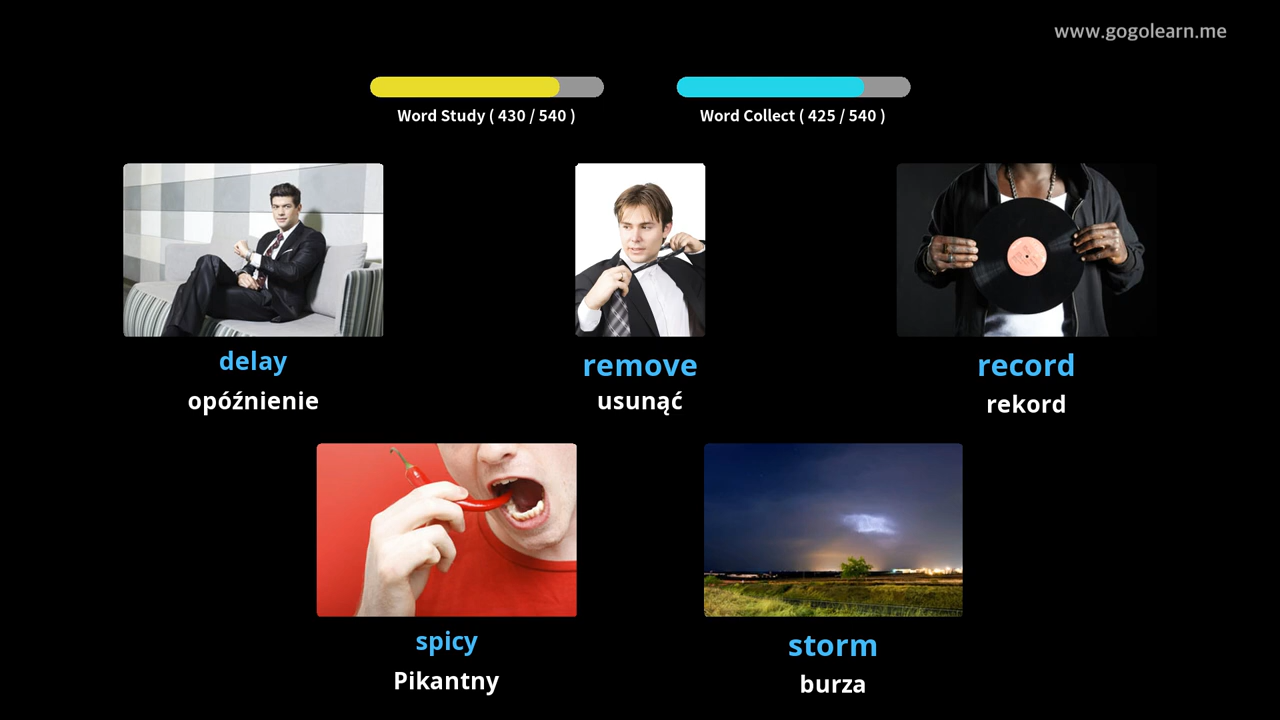 www.gogolearn.me
Word Study ( 430 / 540 )
Word Collect ( 425 / 540 )
delay
opóźnienie
remove
usunąć
record
rekord
spicy
Pikantny
storm
burza